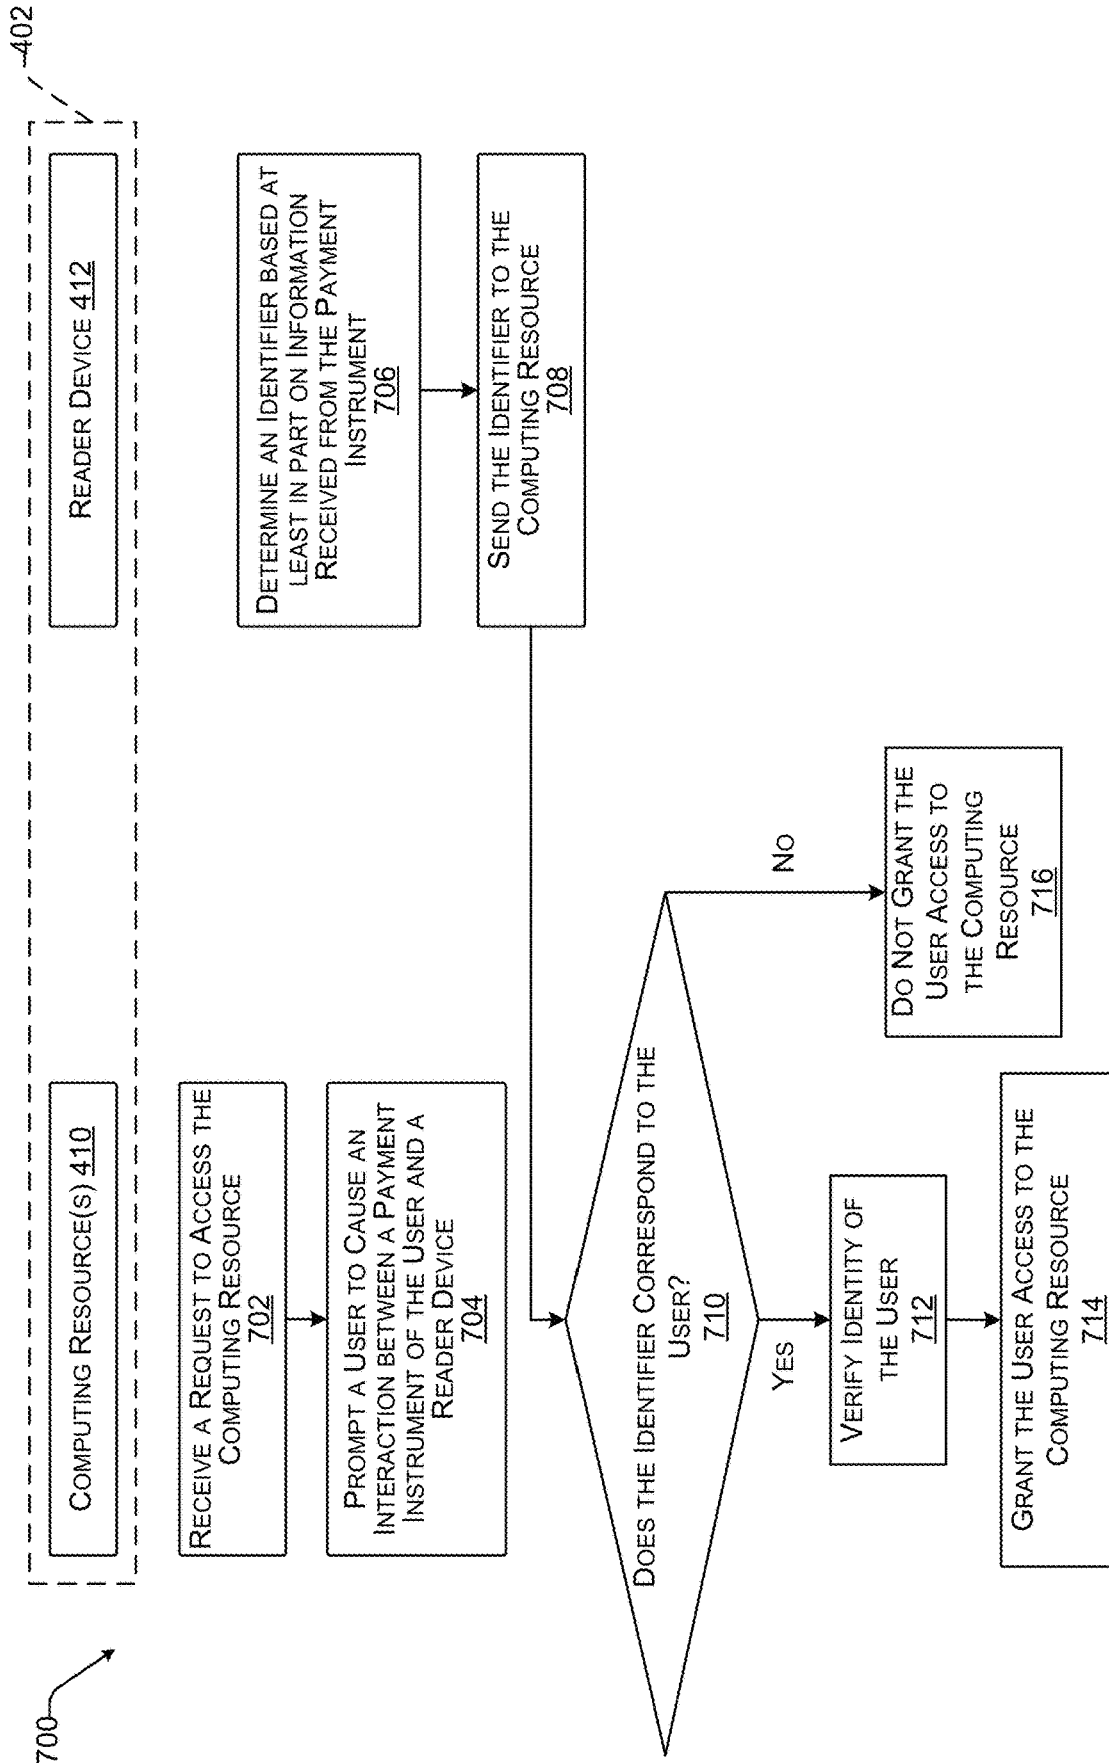 700
402
COMPUTING RESOURCE(S) 410
READER DEVICE 412
RECEIVE A REQUEST TO ACCESS THE
COMPUTING RESOURCE
702
PROMPT A USER TO CAUSE AN
INTERACTION BETWEEN A PAYMENT
INSTRUMENT OF THE USER AND A
READER DEVICE
704
DETERMINE AN IDENTIFIER BASED AT
LEAST IN PART ON INFORMATION
RECEIVED FROM THE PAYMENT
INSTRUMENT
706
SEND THE IDENTIFIER TO THE
COMPUTING RESOURCE
708
DOES THE IDENTIFIER CORRESPOND TO THE
USER?
710
YES
NO
VERIFY IDENTITY OF
THE USER
712
DO NOT GRANT THE
USER ACCESS TO
THE COMPUTING
RESOURCE
716
GRANT THE USER ACCESS TO THE
COMPUTING RESOURCE
714